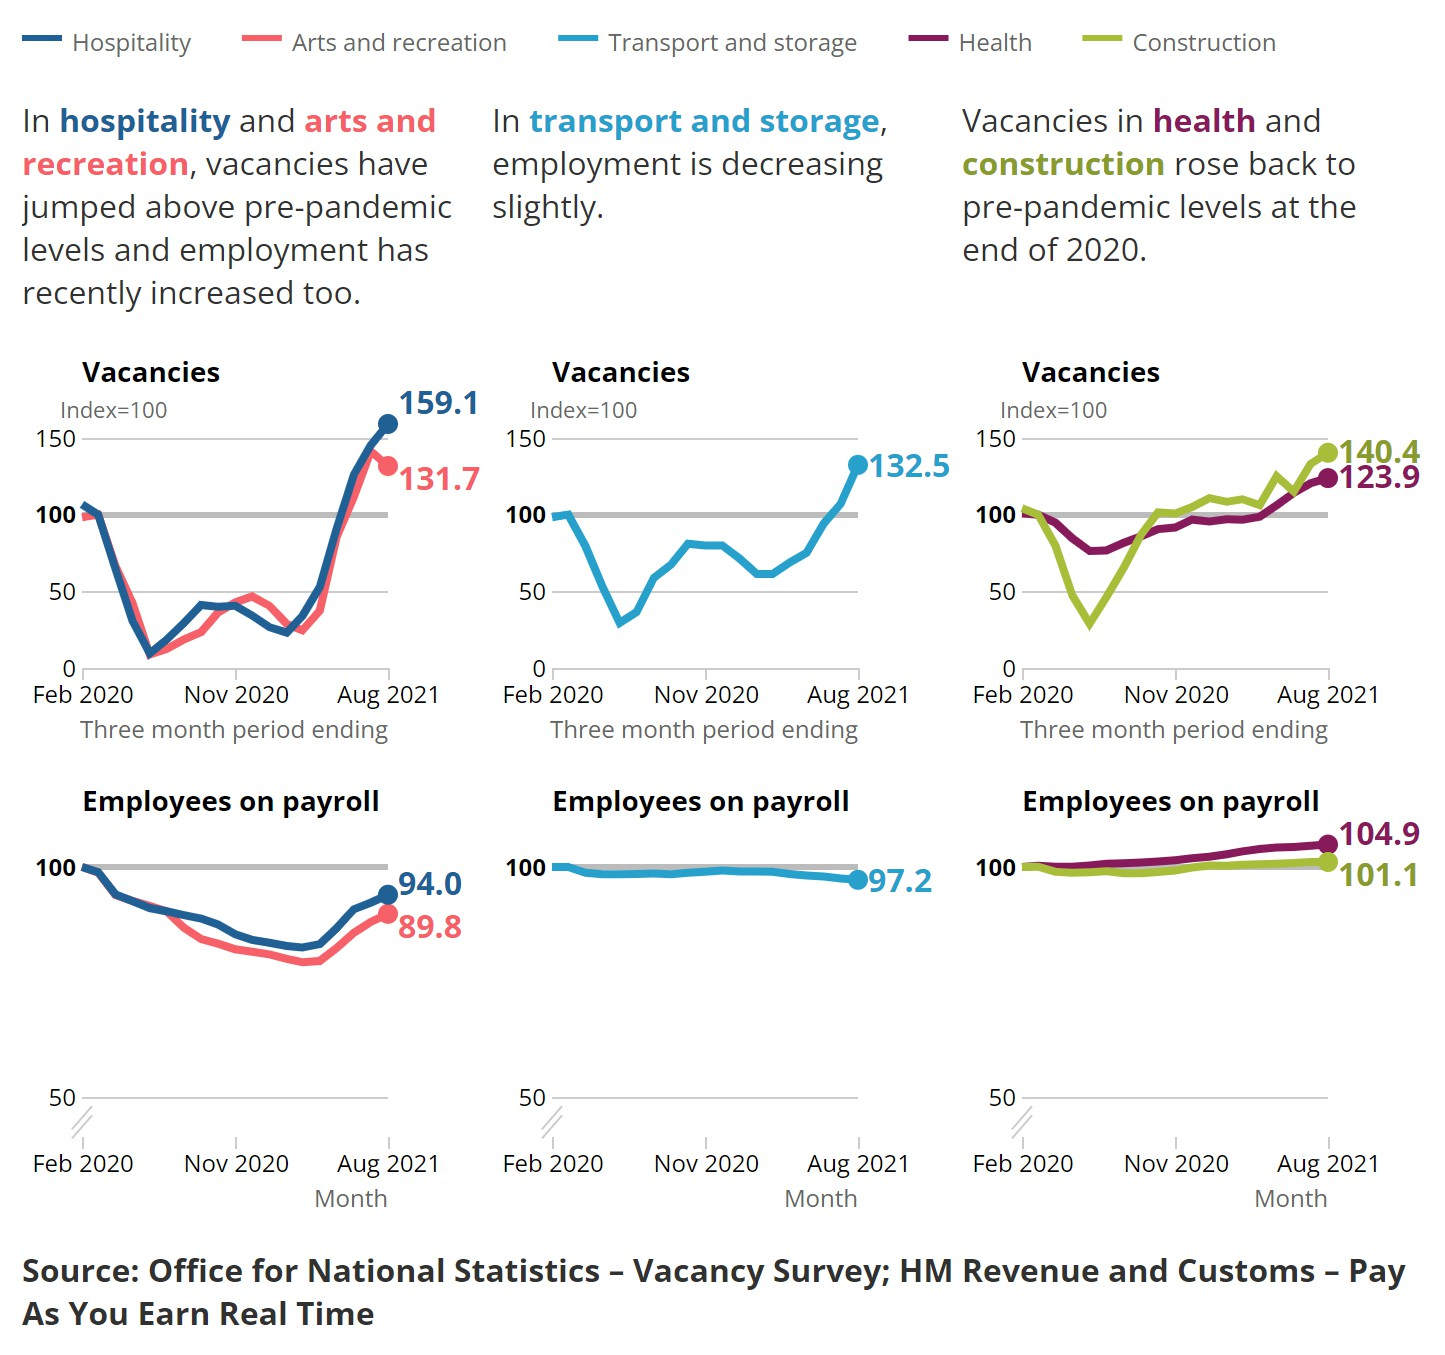 Hospitality Arts and recreation Transport and storage Health Construction
In hospitality and arts and
recreation, vacancies have
jumped above pre-pandemic
levels and employment has
recently increased too.
In transport and storage,
employment is decreasing
slightly.
Vacancies in health and
construction rose back to
pre-pandemic levels at the
end of 2020.
Vacancies
Index=100
159.1
150
131.7
100
50
0
Feb 2020 Nov 2020 Aug 2021
Three month period ending
Vacancies
Index=100
150
132.5
100
50
0
Feb 2020 Nov 2020 Aug 2021
Three month period ending
Vacancies
Index=100
150
140.4
123.9
100
50
0
Feb 2020 Nov 2020 Aug 2021
Three month period ending
Employees on payroll
100
94.0
89.8
50
Feb 2020 Nov 2020 Aug 2021
Month
Employees on payroll
100
97.2
50
Feb 2020 Nov 2020 Aug 2021
Month
Employees on payroll
104.9
100
101.1
50
Feb 2020 Nov 2020 Aug 2021
Month
Source: Office for National Statistics – Vacancy Survey; HM Revenue and Customs – Pay
As You Earn Real Time